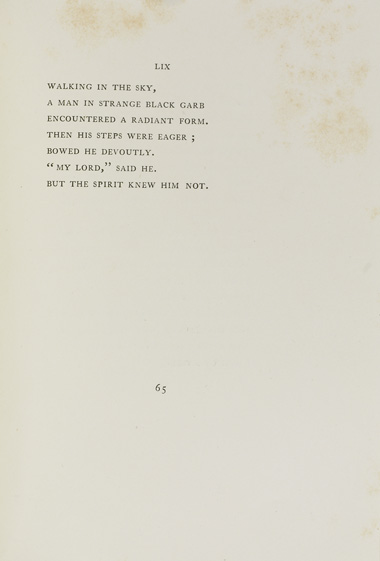 LIX
WALKING IN THE SKY,
A MAN IN STRANGE BLACK GARB
ENCOUNTERED A RADIANT FORM.
THEN HIS STEPS WERE EAGER ;
BOWED HE DEVOUTLY.
“MY LORD,” SAID HE.
BUT THE SPIRIT KNEW HIM NOT.
65